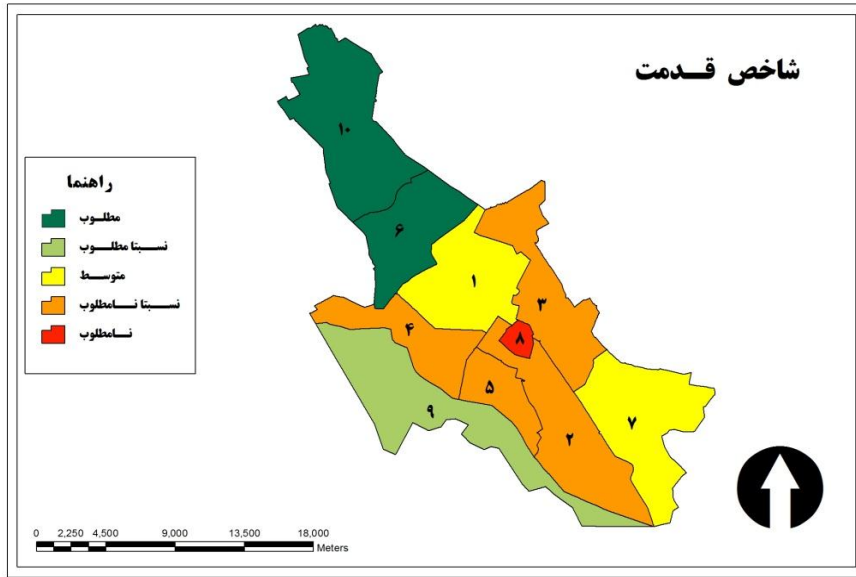 شاخص قدمت
راهنما
مطلوب
نسبتا مطلوب
متوسط
نسبتا نامطلوب
نامطلوب
۱۰
۶
۱
۳
۸
۴
۵
۹
۷
۲
0 2,250 4,500 9,000 13,500 18,000
Meters